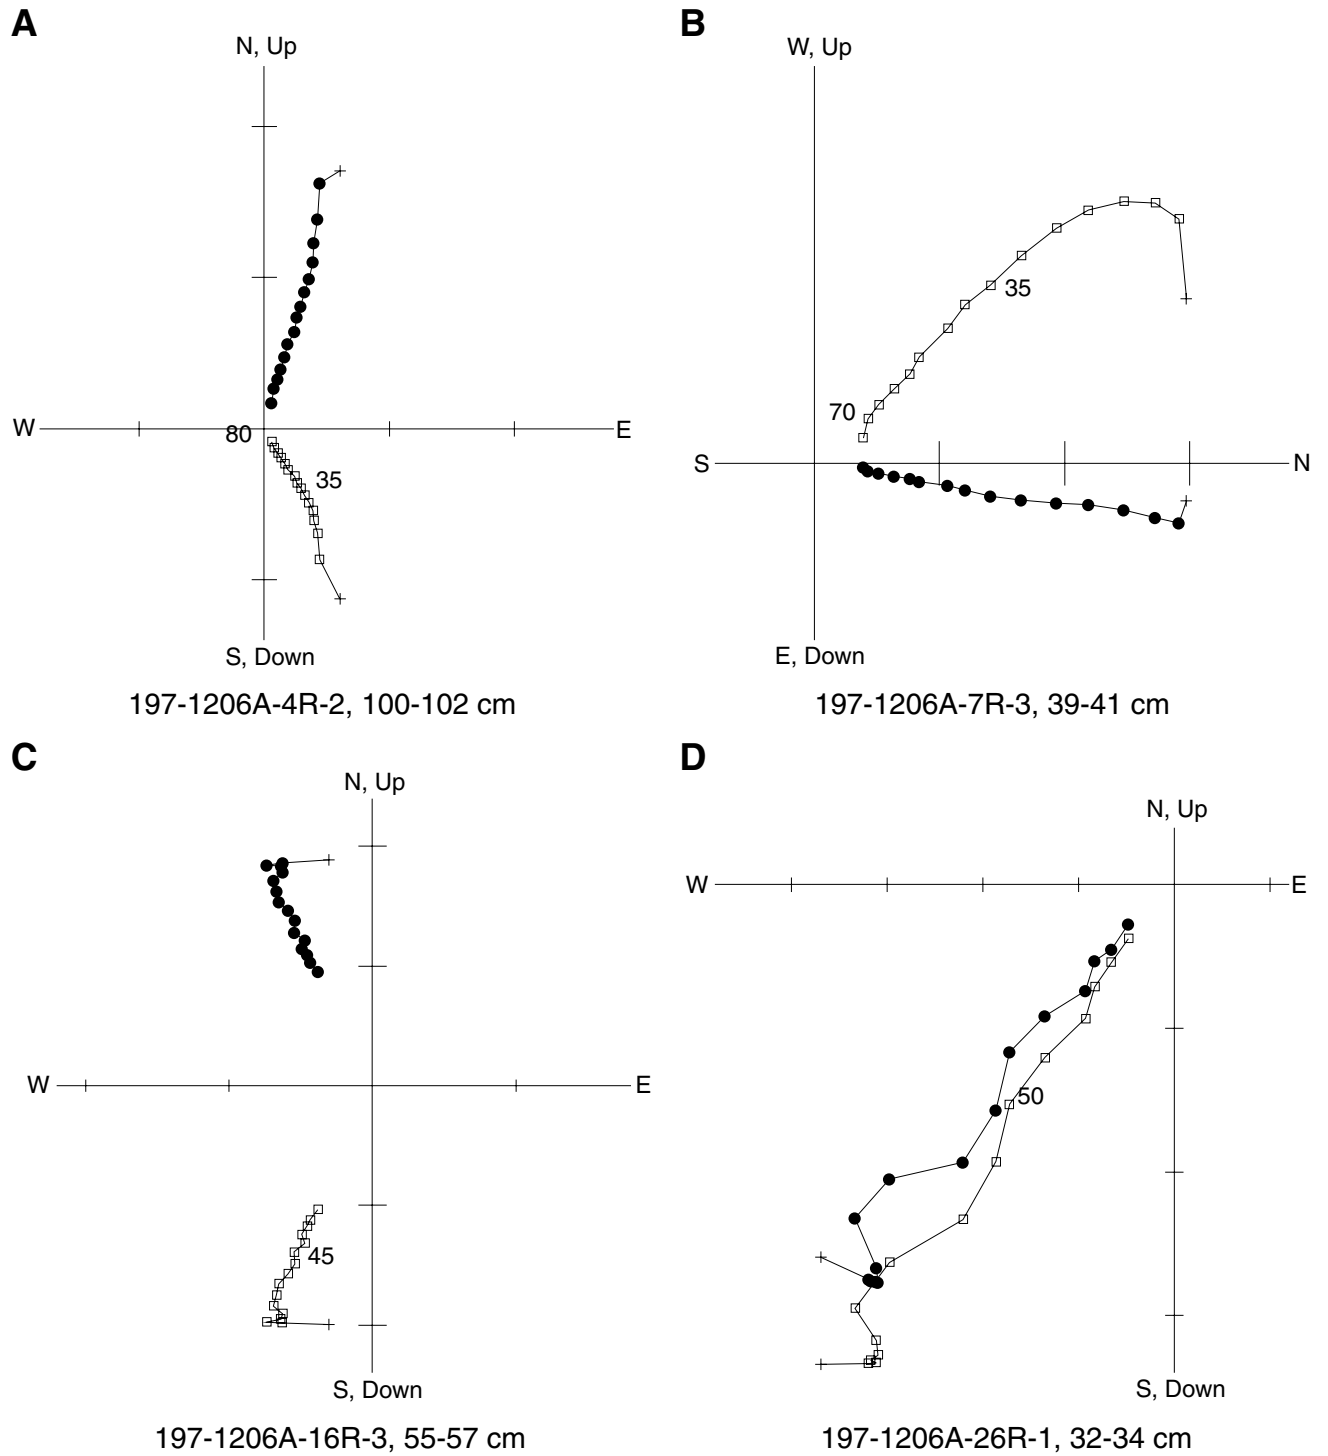 A
N, Up
W
E
80
35
S, Down
197-1206A-4R-2, 100-102 cm
B
W, Up
35
70
S
N
E, Down
197-1206A-7R-3, 39-41 cm
C
N, Up
W
E
45
S, Down
197-1206A-16R-3, 55-57 cm
D
N, Up
W
E
50
S, Down
197-1206A-26R-1, 32-34 cm